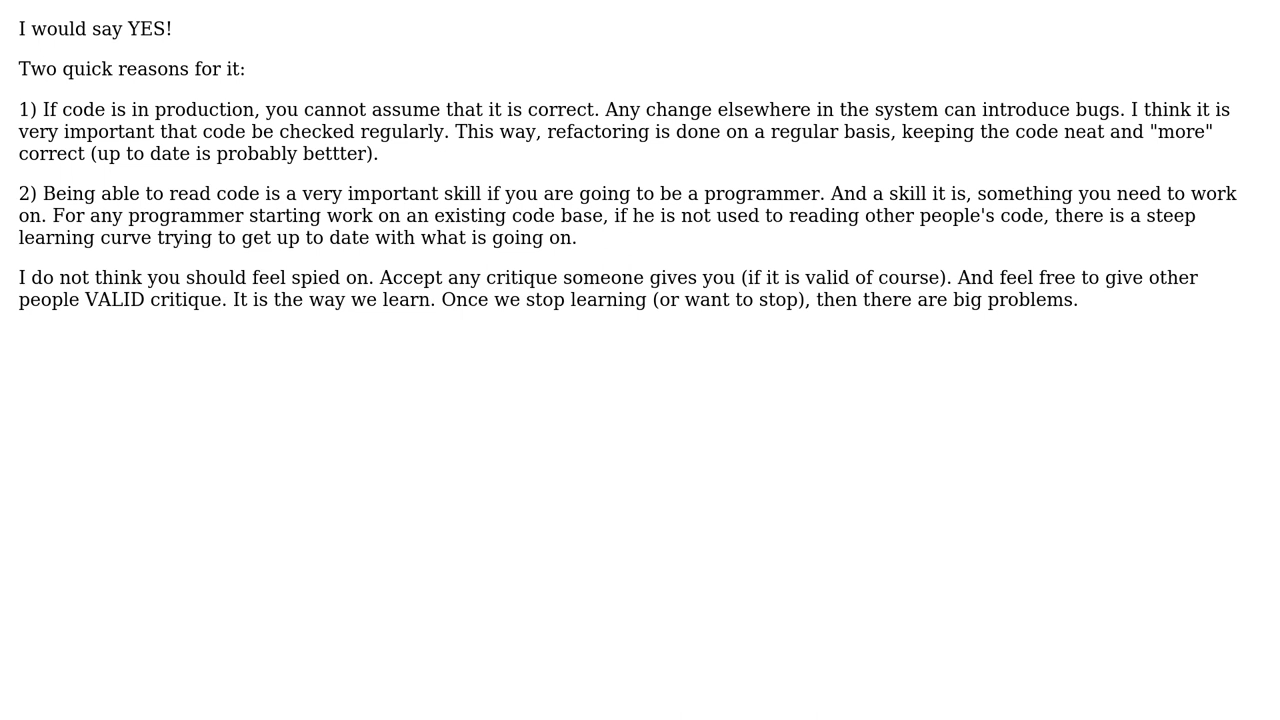 I would say YES!
Two quick reasons for it:
1) If code is in production, you cannot assume that it is correct. Any change elsewhere in the system can introduce bugs. I think it is
very important that code be checked regularly. This way, refactoring is done on a regular basis, keeping the code neat and "more"
correct (up to date is probably bettter).
2) Being able to read code is a very important skill if you are going to be a programmer. And a skill it is, something you need to work
on. For any programmer starting work on an existing code base, if he is not used to reading other people's code, there is a steep
learning curve trying to get up to date with what is going on.
I do not think you should feel spied on. Accept any critique someone gives you (if it is valid of course). And feel free to give other
people VALID critique. It is the way we learn. Once we stop learning (or want to stop), then there are big problems.